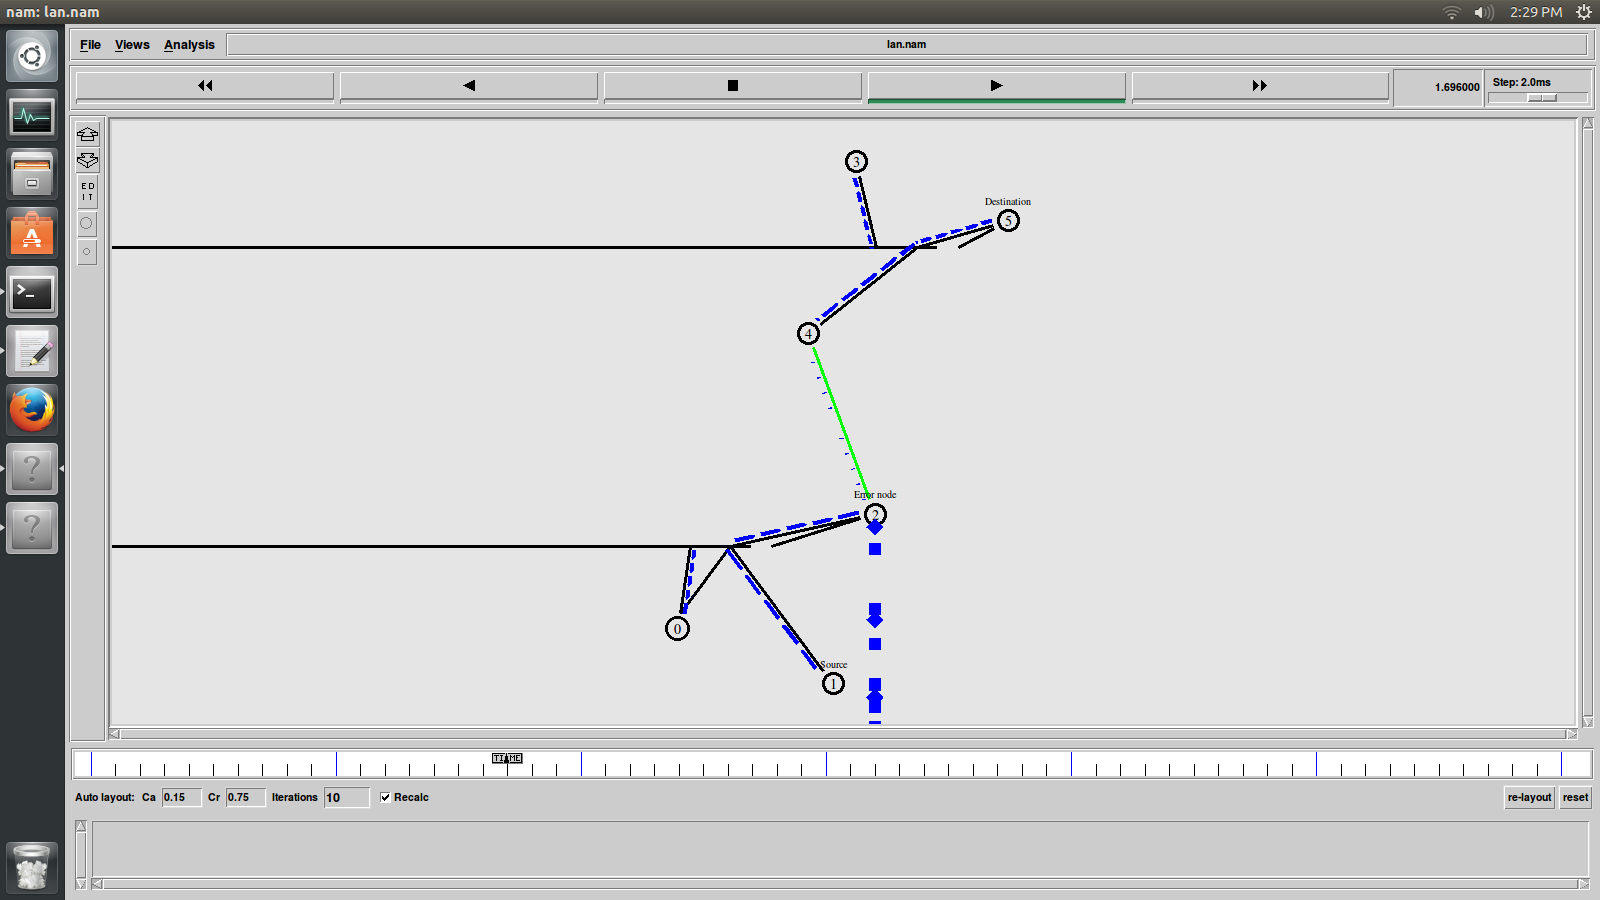 nam: lan.nam
2:29 PM
File Views Analysis
lan.nam
1.696000
Step: 2.0ms
ED
IT
3
Destination
5
4
Error node
2
0
Source
1
TIME
Auto layout: Ca 0.15 Cr 0.75 Iterations 10 Recalc
re-layout reset